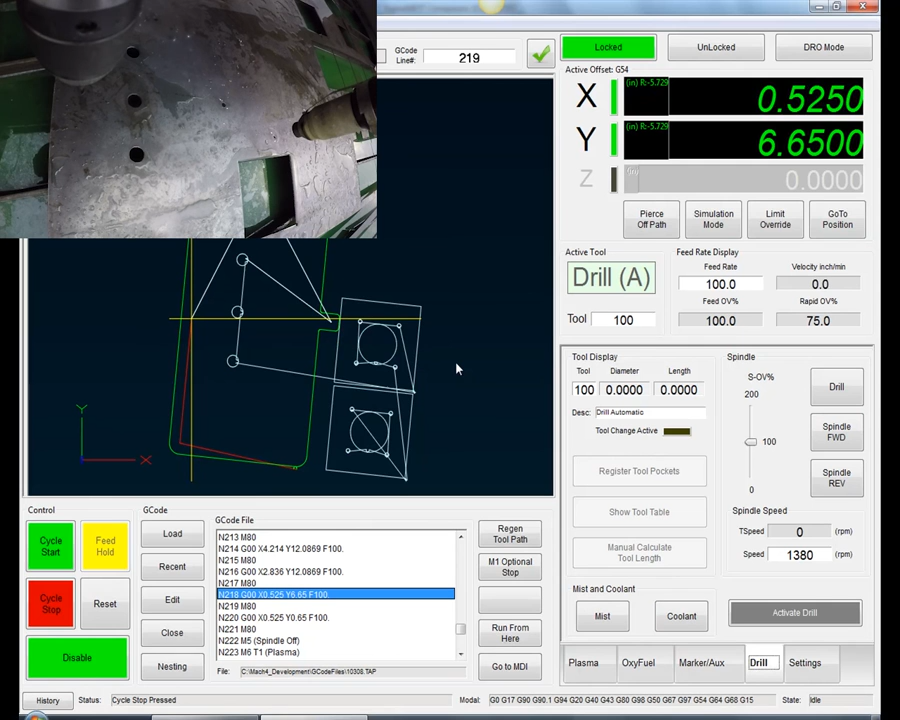 GCode
Line#:
219
Locked
UnLocked
DRO Mode
Active Offset: G54
X
(in) R:-5.729
0.5250
Y
(in) R:-5.729
6.6500
Z
(in)
0.0000
Pierce
Off Path
Simulation
Mode
Limit
Override
GoTo
Position
Active Tool
Drill (A)
Tool
100
Feed Rate Display
Feed Rate
Velocity inch/min
100.0
0.0
Feed OV%
Rapid OV%
100.0
75.0
Tool Display
Tool
Diameter
Length
100
0.0000
0.0000
Desc:
Drill Automatic
Tool Change Active
Register Tool Pockets
Show Tool Table
Manual Calculate
Tool Length
Spindle
S-OV%
200
100
0
Drill
Spindle
FWD
Spindle
REV
Spindle Speed
TSpeed
0
(rpm)
Speed
1380
(rpm)
Mist and Coolant
Mist
Coolant
Activate Drill
Plasma
OxyFuel
Marker/Aux
Drill
Settings
Y
X
Control
Cycle
Start
Feed
Hold
Cycle
Stop
Reset
Disable
GCode
Load
Recent
Edit
Close
Nesting
GCode File
N213 M80
N214 G00 X4.214 Y12.0869 F100.
N215 M80
N216 G00 X2.836 Y12.0869 F100.
N217 M80
N218 G00 X0.525 Y6.65 F100.
N219 M80
N220 G00 X0.525 Y6.65 F100.
N221 M80
N222 M5 (Spindle Off)
N223 M6 T1 (Plasma)
File:
C:\Mach4_Development\GCodeFiles\10308.TAP
Regen
Tool Path
M1 Optional
Stop
Run From
Here
Go to MDI
History
Status:
Cycle Stop Pressed
Modal:
G0 G17 G90 G90.1 G94 G20 G40 G43 G80 G98 G50 G67 G97 G54 G64 G68 G15
State:
Idle